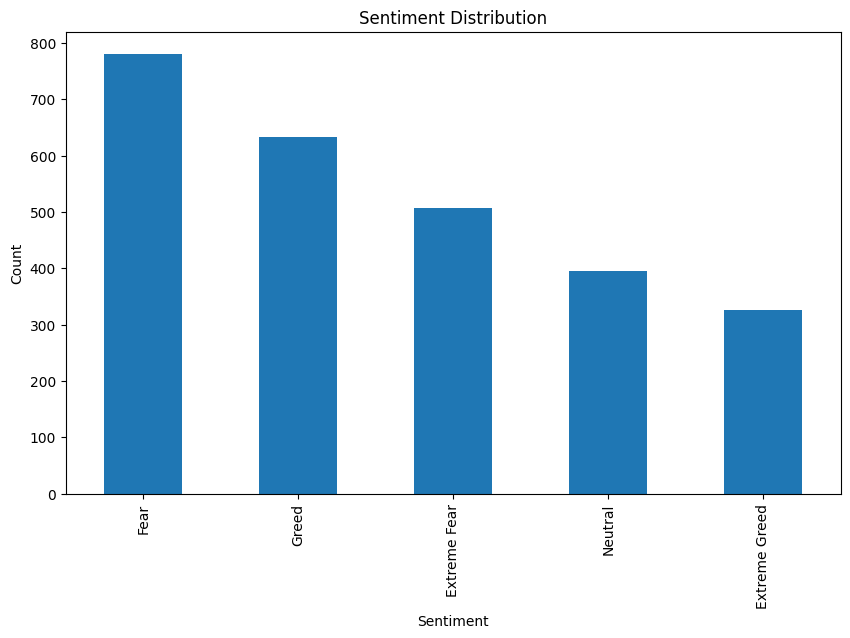 Sentiment Distribution
800
700
600
500
400
300
200
100
0
Count
Fear
Greed
Extreme Fear
Neutral
Extreme Greed
Sentiment